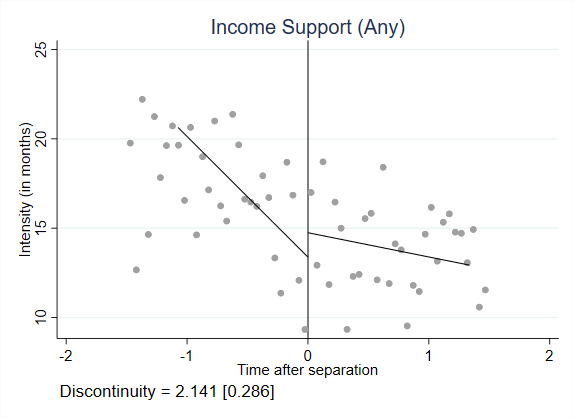 Income Support (Any)
Intensity (in months)
25
20
15
10
-2 -1 0 1 2
Time after separation
Discontinuity = 2.141 [0.286]